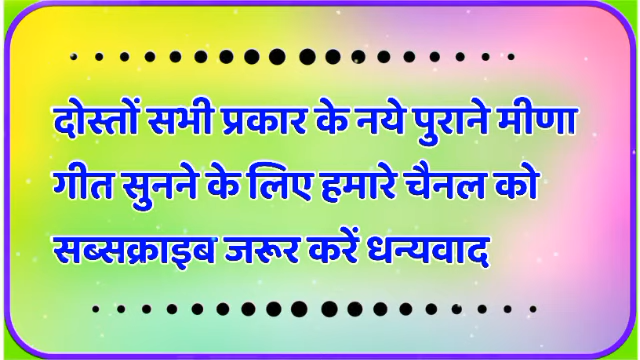 दोस्तों सभी प्रकार के नये पुराने मीणा
गीत सुनने के लिए हमारे चैनल को
सब्सक्राइब जरूर करें धन्यवाद